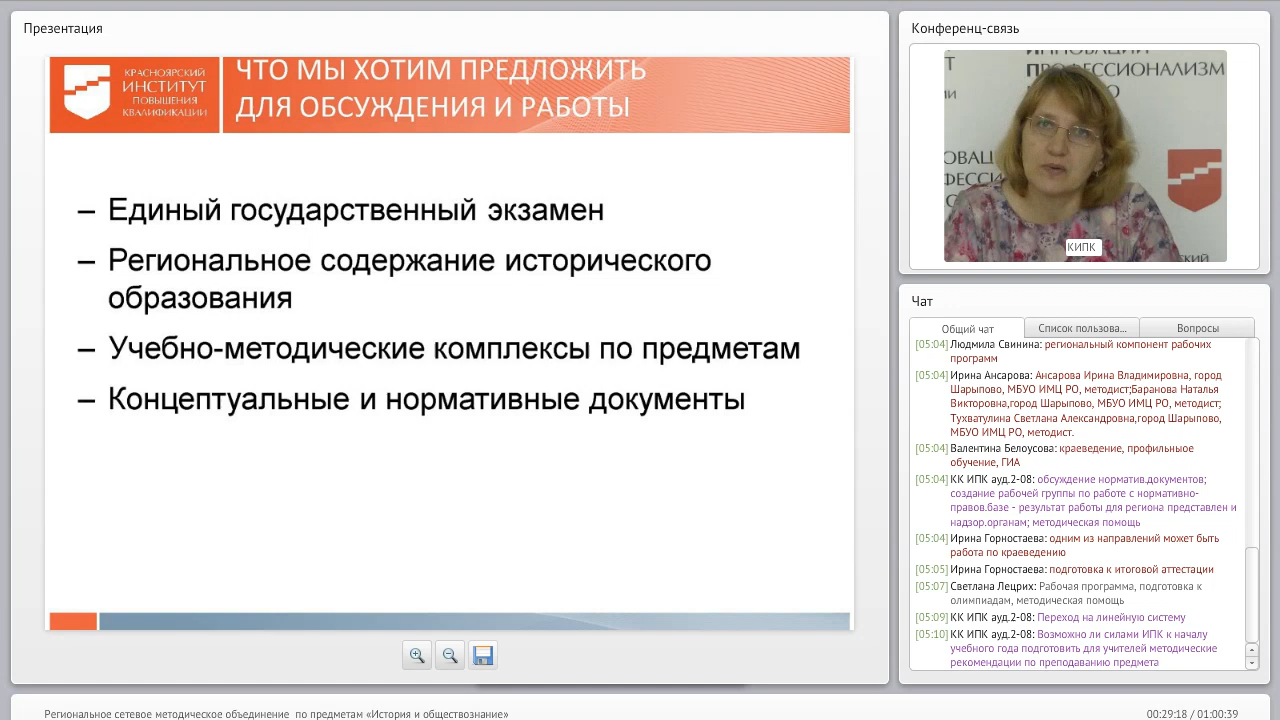 Презентация
КРАСНОЯРСКИЙ
ИНСТИТУТ
ПОВЫШЕНИЯ
КВАЛИФИКАЦИИ
ЧТО МЫ ХОТИМ ПРЕДЛОЖИТЬ
ДЛЯ ОБСУЖДЕНИЯ И РАБОТЫ
– Единый государственный экзамен
– Региональное содержание исторического
образования
– Учебно-методические комплексы по предметам
– Концептуальные и нормативные документы
Конференц-связь
ПРОФЕССИОНАЛИЗМ
КИПК
Чат
Общий чат
Список пользова...
Вопросы
[05:04] Людмила Свинина: региональный компонент рабочих
программ
[05:04] Ирина Ансарова: Ансарова Ирина Владимировна, город
Шарыпово, МБУО ИМЦ РО, методист;Баранова Наталья
Викторовна,город Шарыпово, МБУО ИМЦ РО, методист;
Тухватулина Светлана Александровна,город Шарыпово,
МБУО ИМЦ РО, методист.
[05:04] Валентина Белоусова: краеведение, профильныое
обучение, ГИА
[05:04] КК ИПК ауд.2-08: обсуждение норматив.документов;
создание рабочей группы по работе с нормативно-
правов.базе - результат работы для региона представлен и
надзор.органам; методическая помощь
[05:04] Ирина Горностаева: одним из направлений может быть
работа по краеведению
[05:05] Ирина Горностаева: подготовка к итоговой аттестации
[05:07] Светлана Лецрих: Рабочая программа, подготовка к
олимпиадам, методическая помощь
[05:09] КК ИПК ауд.2-08: Переход на линейную систему
[05:10] КК ИПК ауд.2-08: Возможно ли силами ИПК к началу
учебного года подготовить для учителей методические
рекомендации по преподаванию предмета
Региональное сетевое методическое объединение по предметам «История и обществознание»
00:29:18 / 01:00:39